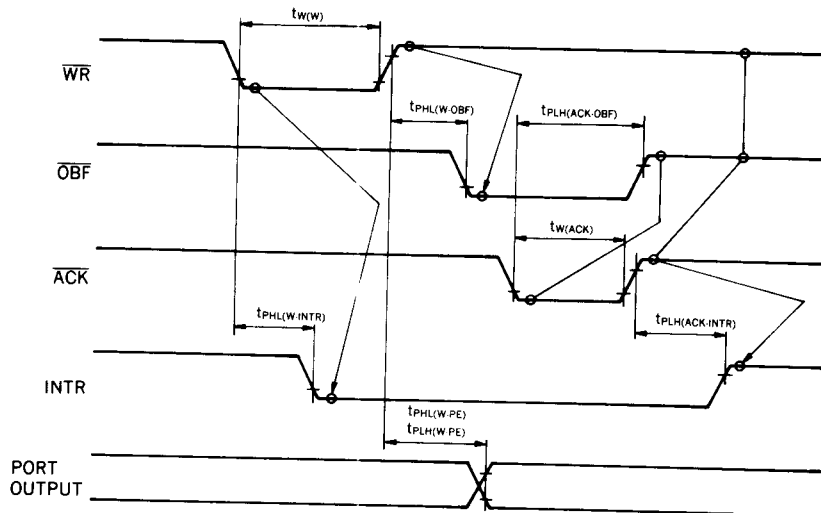 tW(W)
WR
tPHL(W-OBF)
tPLH(ACK-OBF)
OBF
tW(ACK)
ACK
tPHL(W-INTR)
tPLH(ACK-INTR)
INTR
tPHL(W-PE)
tPLH(W-PE)
PORT
OUTPUT